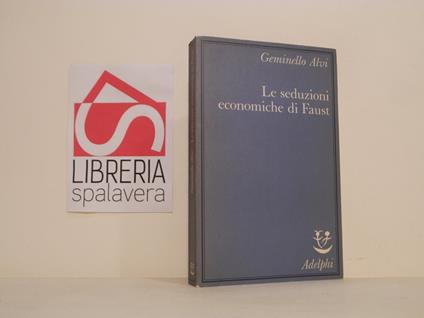 LIBRERIA
spalavera
Geminello Alvi
Le seduzioni
economiche di Faust
Adelphi